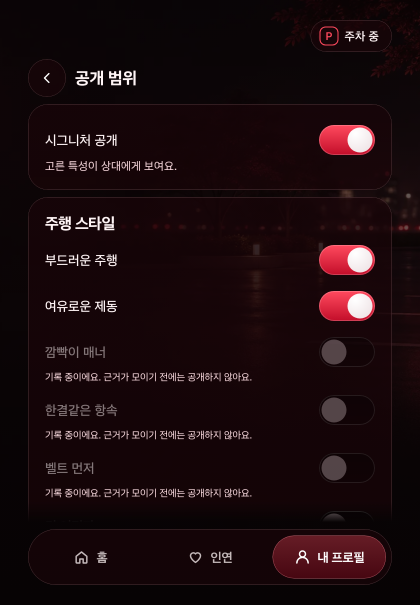 P 주차 중
공개 범위
시그니처 공개
고른 특성이 상대에게 보여요.
주행 스타일
부드러운 주행
여유로운 제동
깜빡이 매너
기록 중이에요. 근거가 모이기 전에는 공개하지 않아요.
한결같은 항속
기록 중이에요. 근거가 모이기 전에는 공개하지 않아요.
벨트 먼저
기록 중이에요. 근거가 모이기 전에는 공개하지 않아요.
홈 인연 내 프로필